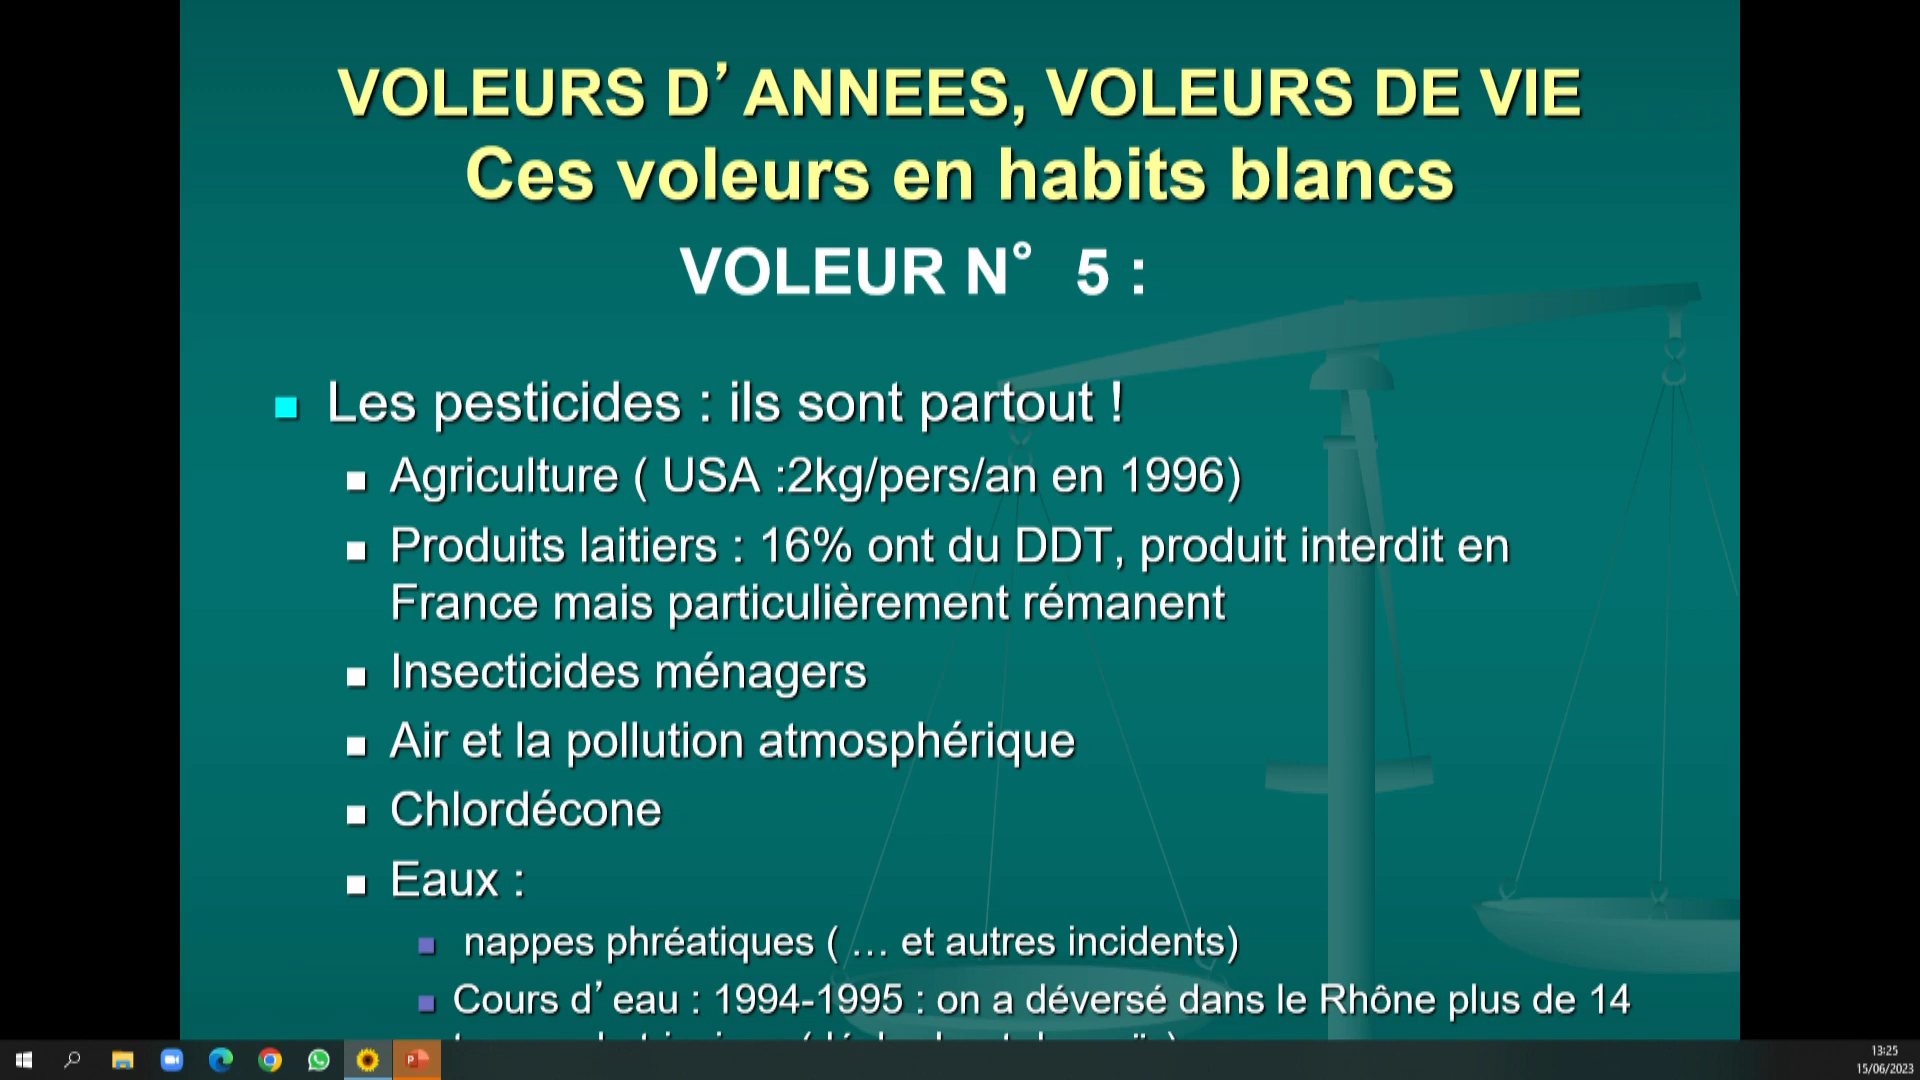 VOLEURS D’ANNEES, VOLEURS DE VIE
Ces voleurs en habits blancs
VOLEUR N° 5 :
Les pesticides : ils sont partout !
Agriculture ( USA :2kg/pers/an en 1996)
Produits laitiers : 16% ont du DDT, produit interdit en
France mais particulièrement rémanent
Insecticides ménagers
Air et la pollution atmosphérique
Chlordécone
Eaux :
nappes phréatiques ( … et autres incidents)
Cours d’eau : 1994-1995 : on a déversé dans le Rhône plus de 14
13:25
15/06/2023